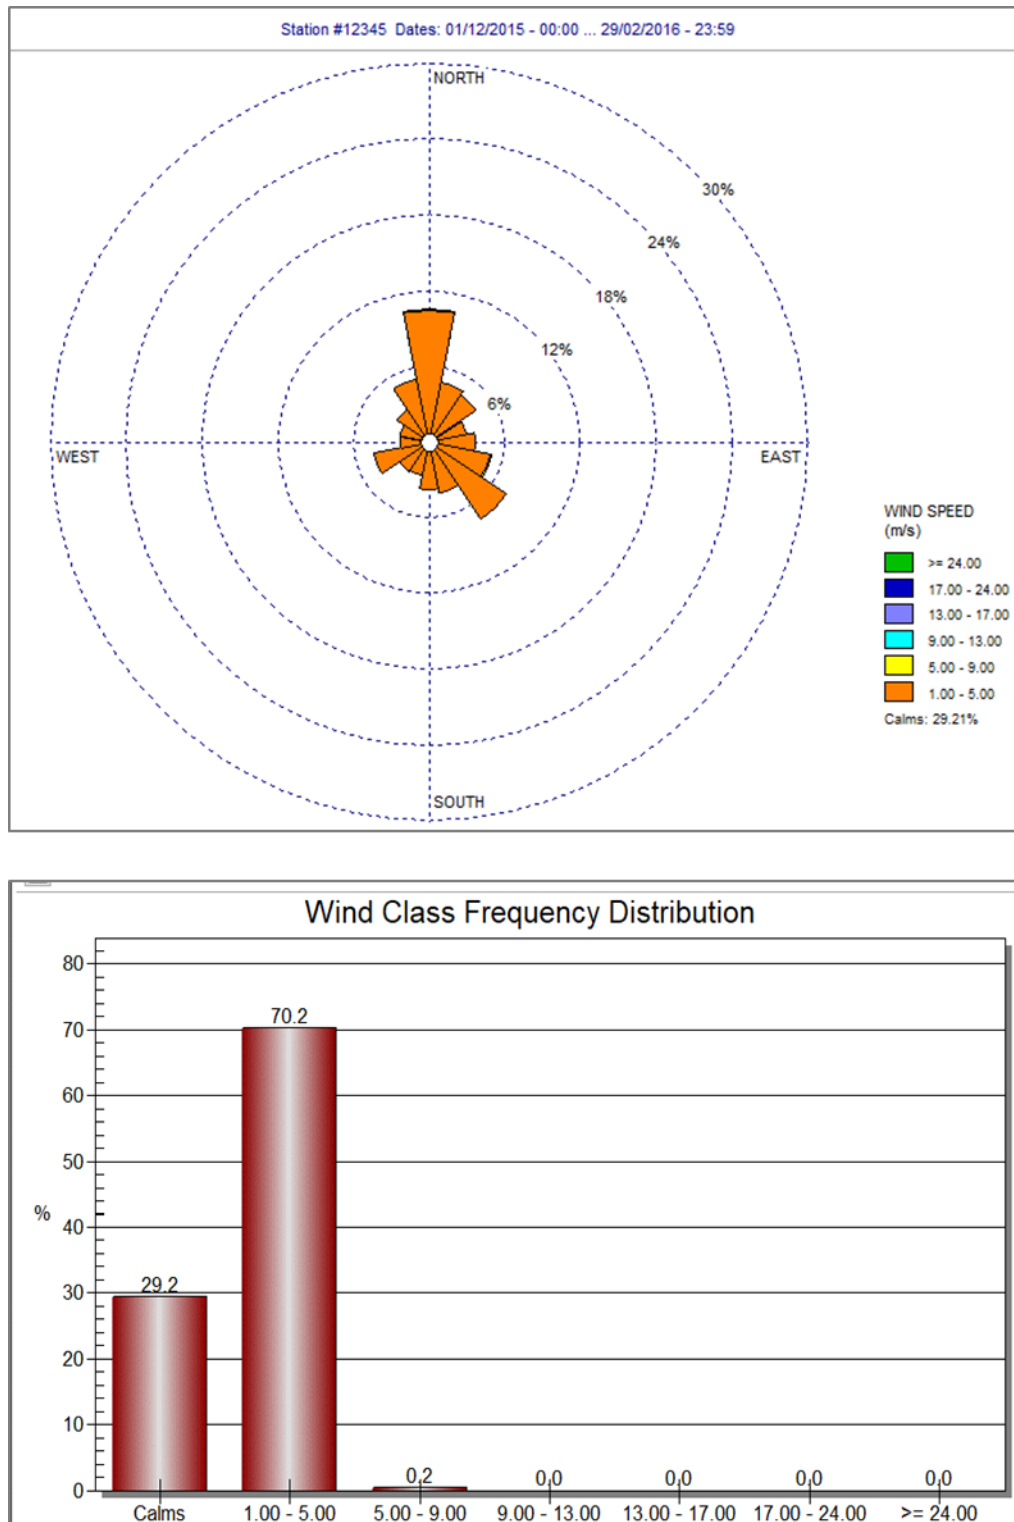 Station #12345 Dates: 01/12/2015 - 00:00 ... 29/02/2016 - 23:59
NORTH
30%
24%
18%
12%
6%
WEST
EAST
SOUTH
WIND SPEED
(m/s)
>= 24.00
17.00 - 24.00
13.00 - 17.00
9.00 - 13.00
5.00 - 9.00
1.00 - 5.00
Calms: 29.21%
Wind Class Frequency Distribution
80
70
60
50
40
30
20
10
0
%
29.2
70.2
0.2
0.0
0.0
0.0
0.0
Calms
1.00 - 5.00
5.00 - 9.00
9.00 - 13.00
13.00 - 17.00
17.00 - 24.00
>= 24.00